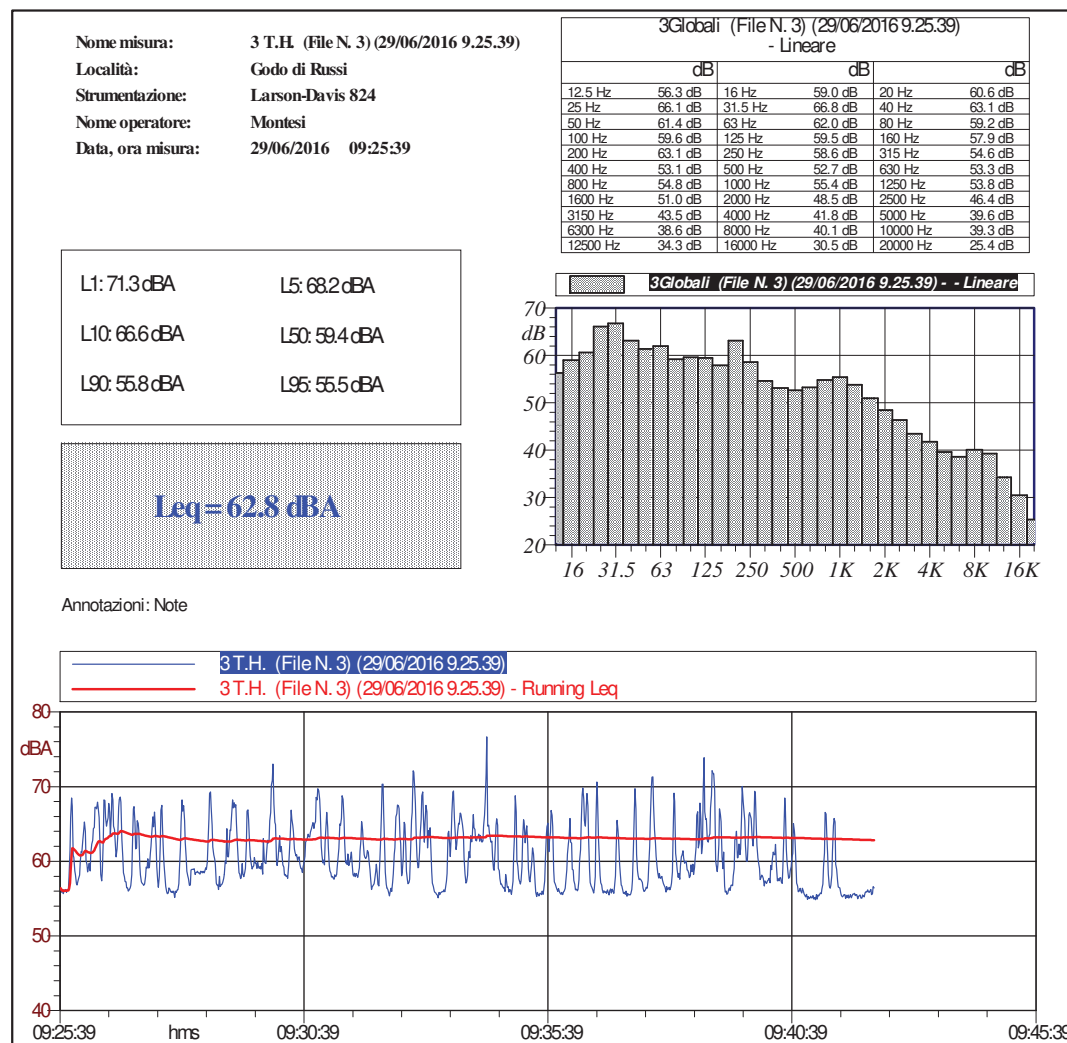 Nome misura: 3 T.H. (File N. 3) (29/06/2016 9.25.39)
Località: Godo di Russi
Strumentazione: Larson-Davis 824
Nome operatore: Montesi
Data, ora misura: 29/06/2016 09:25:39
3Globali (File N. 3) (29/06/2016 9.25.39)
- Lineare
dB dB dB
12.5 Hz 56.3 dB 16 Hz 59.0 dB 20 Hz 60.6 dB
25 Hz 66.1 dB 31.5 Hz 66.8 dB 40 Hz 63.1 dB
50 Hz 61.4 dB 63 Hz 62.0 dB 80 Hz 59.2 dB
100 Hz 59.6 dB 125 Hz 59.5 dB 160 Hz 57.9 dB
200 Hz 63.1 dB 250 Hz 58.6 dB 315 Hz 54.6 dB
400 Hz 53.1 dB 500 Hz 52.7 dB 630 Hz 53.3 dB
800 Hz 54.8 dB 1000 Hz 55.4 dB 1250 Hz 53.8 dB
1600 Hz 51.0 dB 2000 Hz 48.5 dB 2500 Hz 46.4 dB
3150 Hz 43.5 dB 4000 Hz 41.8 dB 5000 Hz 39.6 dB
6300 Hz 38.6 dB 8000 Hz 40.1 dB 10000 Hz 39.3 dB
12500 Hz 34.3 dB 16000 Hz 30.5 dB 20000 Hz 25.4 dB
L1: 71.3 dBA L5: 68.2 dBA
L10: 66.6 dBA L50: 59.4 dBA
L90: 55.8 dBA L95: 55.5 dBA
Leq = 62.8 dBA
3Globali (File N. 3) (29/06/2016 9.25.39) - - Lineare
70
dB
60
50
40
30
20
16 31.5 63 125 250 500 1K 2K 4K 8K 16K
Annotazioni: Note
3 T.H. (File N. 3) (29/06/2016 9.25.39)
3 T.H. (File N. 3) (29/06/2016 9.25.39) - Running Leq
80
dBA
70
60
50
40
09:25:39 hms 09:30:39 09:35:39 09:40:39 09:45:39